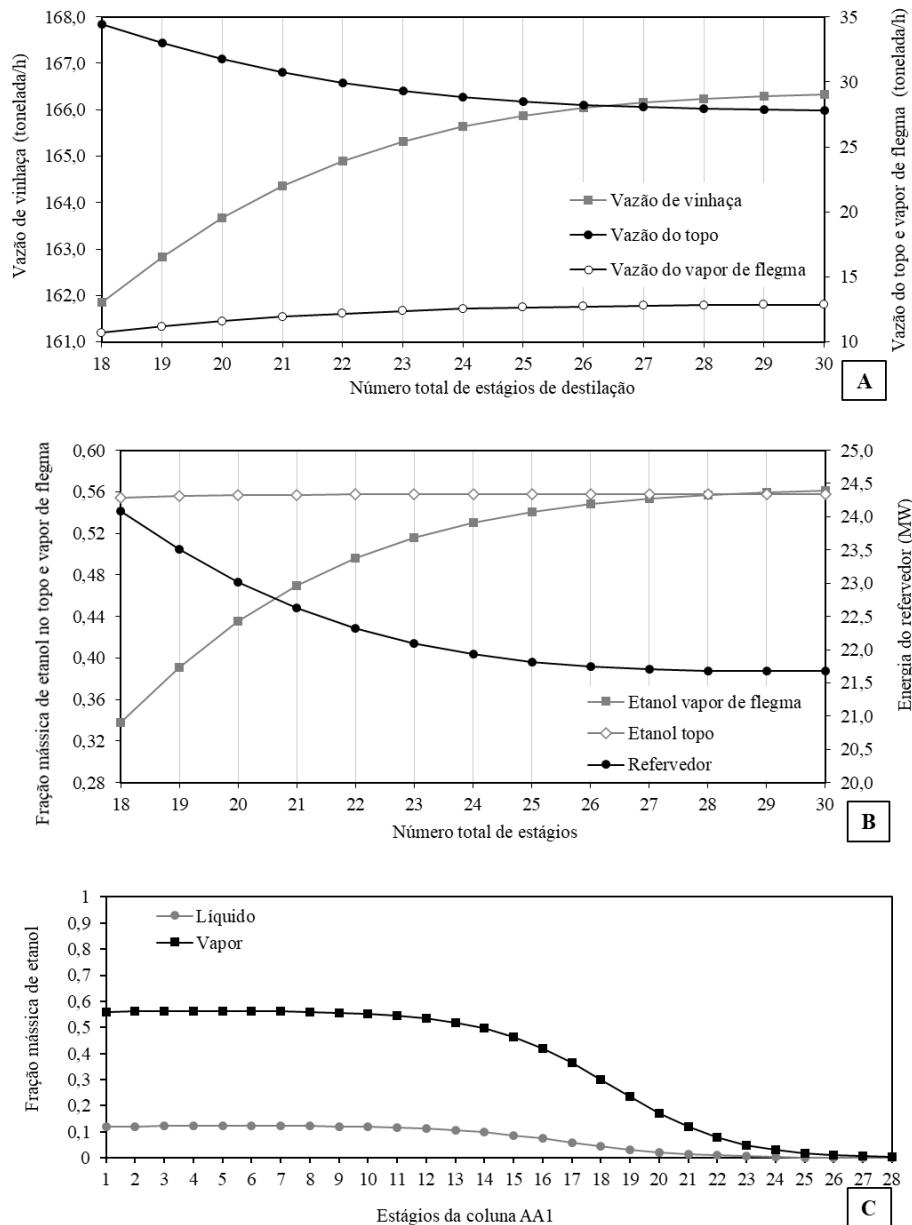 168,0
167,0
166,0
165,0
164,0
163,0
162,0
161,0
Vazão de vinhaça (tonelada/h)
35
30
25
20
15
10
Vazão do topo e vapor de flegma (tonelada/h)
Vazão de vinhaça
Vazão do topo
Vazão do vapor de flegma
18 19 20 21 22 23 24 25 26 27 28 29 30
Número total de estágios de destilação
A
0,60
0,56
0,52
0,48
0,44
0,40
0,36
0,32
0,28
Fração mássica de etanol no topo e vapor de flegma
25,0
24,5
24,0
23,5
23,0
22,5
22,0
21,5
21,0
20,5
20,0
Energia do refervedor (MW)
Etanol vapor de flegma
Etanol topo
Refervedor
18 19 20 21 22 23 24 25 26 27 28 29 30
Número total de estágios
B
1
0,9
0,8
0,7
0,6
0,5
0,4
0,3
0,2
0,1
0
Fração mássica de etanol
Líquido
Vapor
1 2 3 4 5 6 7 8 9 10 11 12 13 14 15 16 17 18 19 20 21 22 23 24 25 26 27 28
Estágios da coluna AA1
C